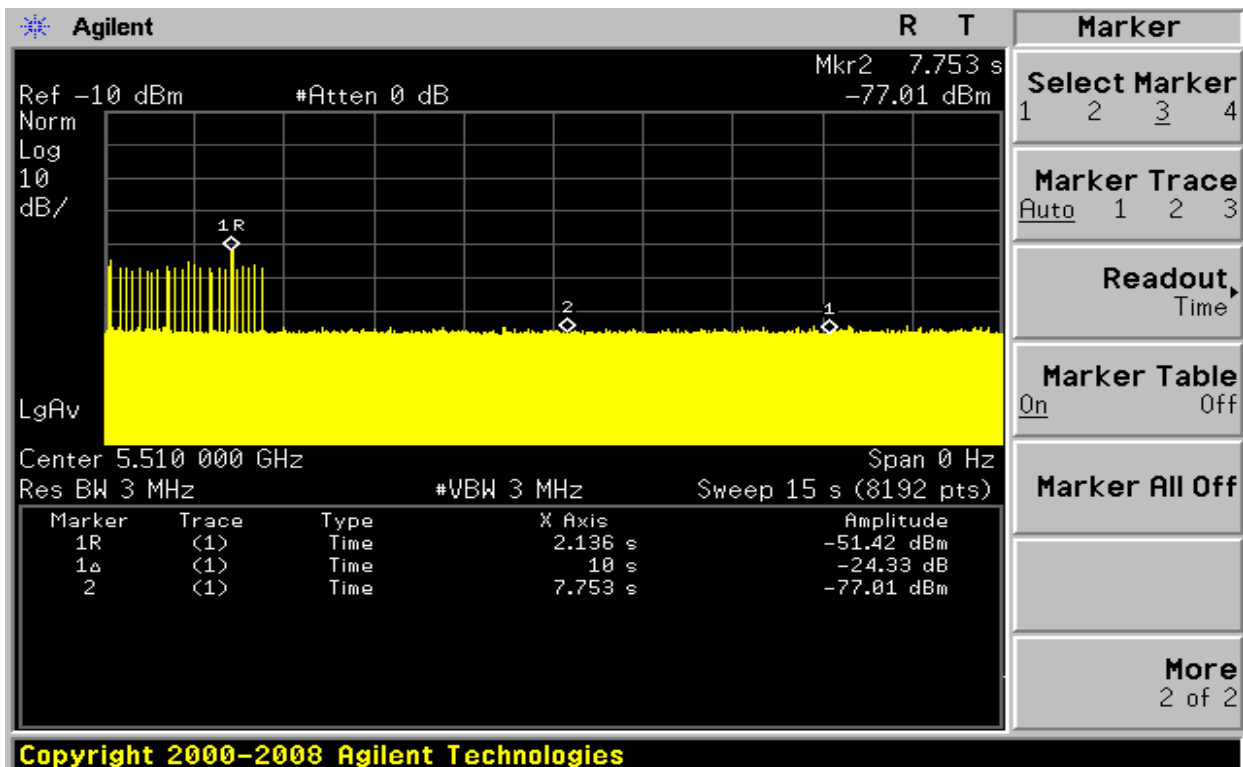 Agilent R T
Mkr2 7.753 s
Ref −10 dBm #Atten 0 dB −77.01 dBm
Norm
Log
10
dB/
1R
2
1
LgAv
Center 5.510 000 GHz Span 0 Hz
Res BW 3 MHz #VBW 3 MHz Sweep 15 s (8192 pts)
Marker Trace Type X Axis Amplitude
1R (1) Time 2.136 s −51.42 dBm
1Δ (1) Time 10 s −24.33 dB
2 (1) Time 7.753 s −77.01 dBm
Marker
Select Marker
1 2 3 4
Marker Trace
Auto 1 2 3
Readout
Time
Marker Table
On Off
Marker All Off
More
2 of 2
Copyright 2000−2008 Agilent Technologies